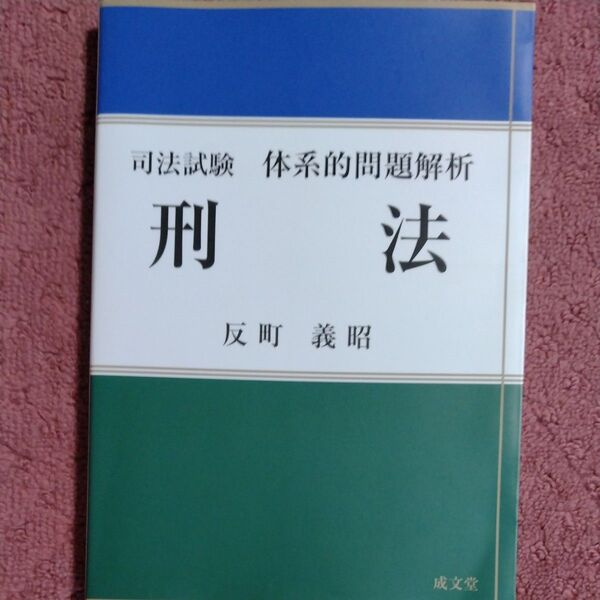 司法試験 体系的問題解析
刑 法
反町 義昭
成文堂